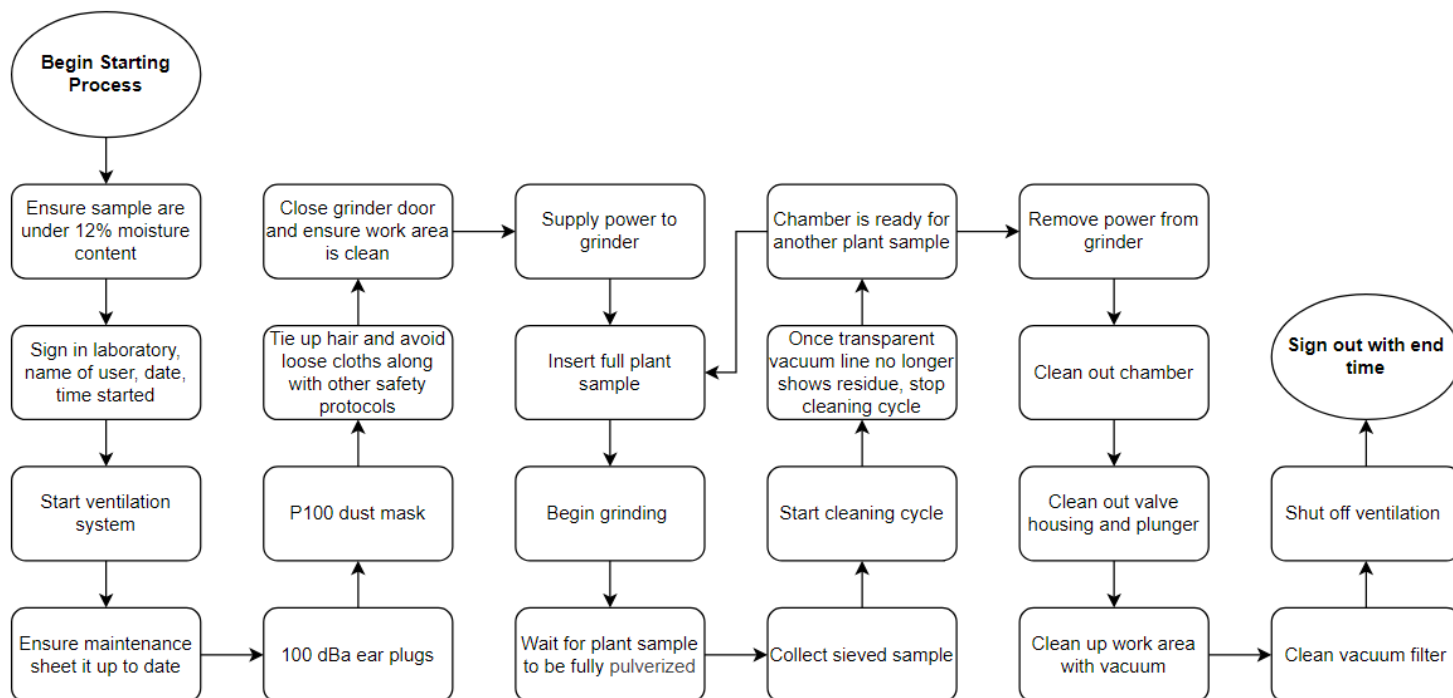 Begin Starting
Process
Ensure sample are
under 12% moisture
content
Sign in laboratory,
name of user, date,
time started
Start ventilation
system
Ensure maintenance
sheet it up to date
100 dBa ear plugs
P100 dust mask
Tie up hair and avoid
loose cloths along
with other safety
protocols
Close grinder door
and ensure work area
is clean
Supply power to
grinder
Insert full plant
sample
Begin grinding
Wait for plant sample
to be fully pulverized
Collect sieved sample
Start cleaning cycle
Once transparent
vacuum line no longer
shows residue, stop
cleaning cycle
Chamber is ready for
another plant sample
Remove power from
grinder
Clean out chamber
Clean out valve
housing and plunger
Clean up work area
with vacuum
Clean vacuum filter
Shut off ventilation
Sign out with end
time